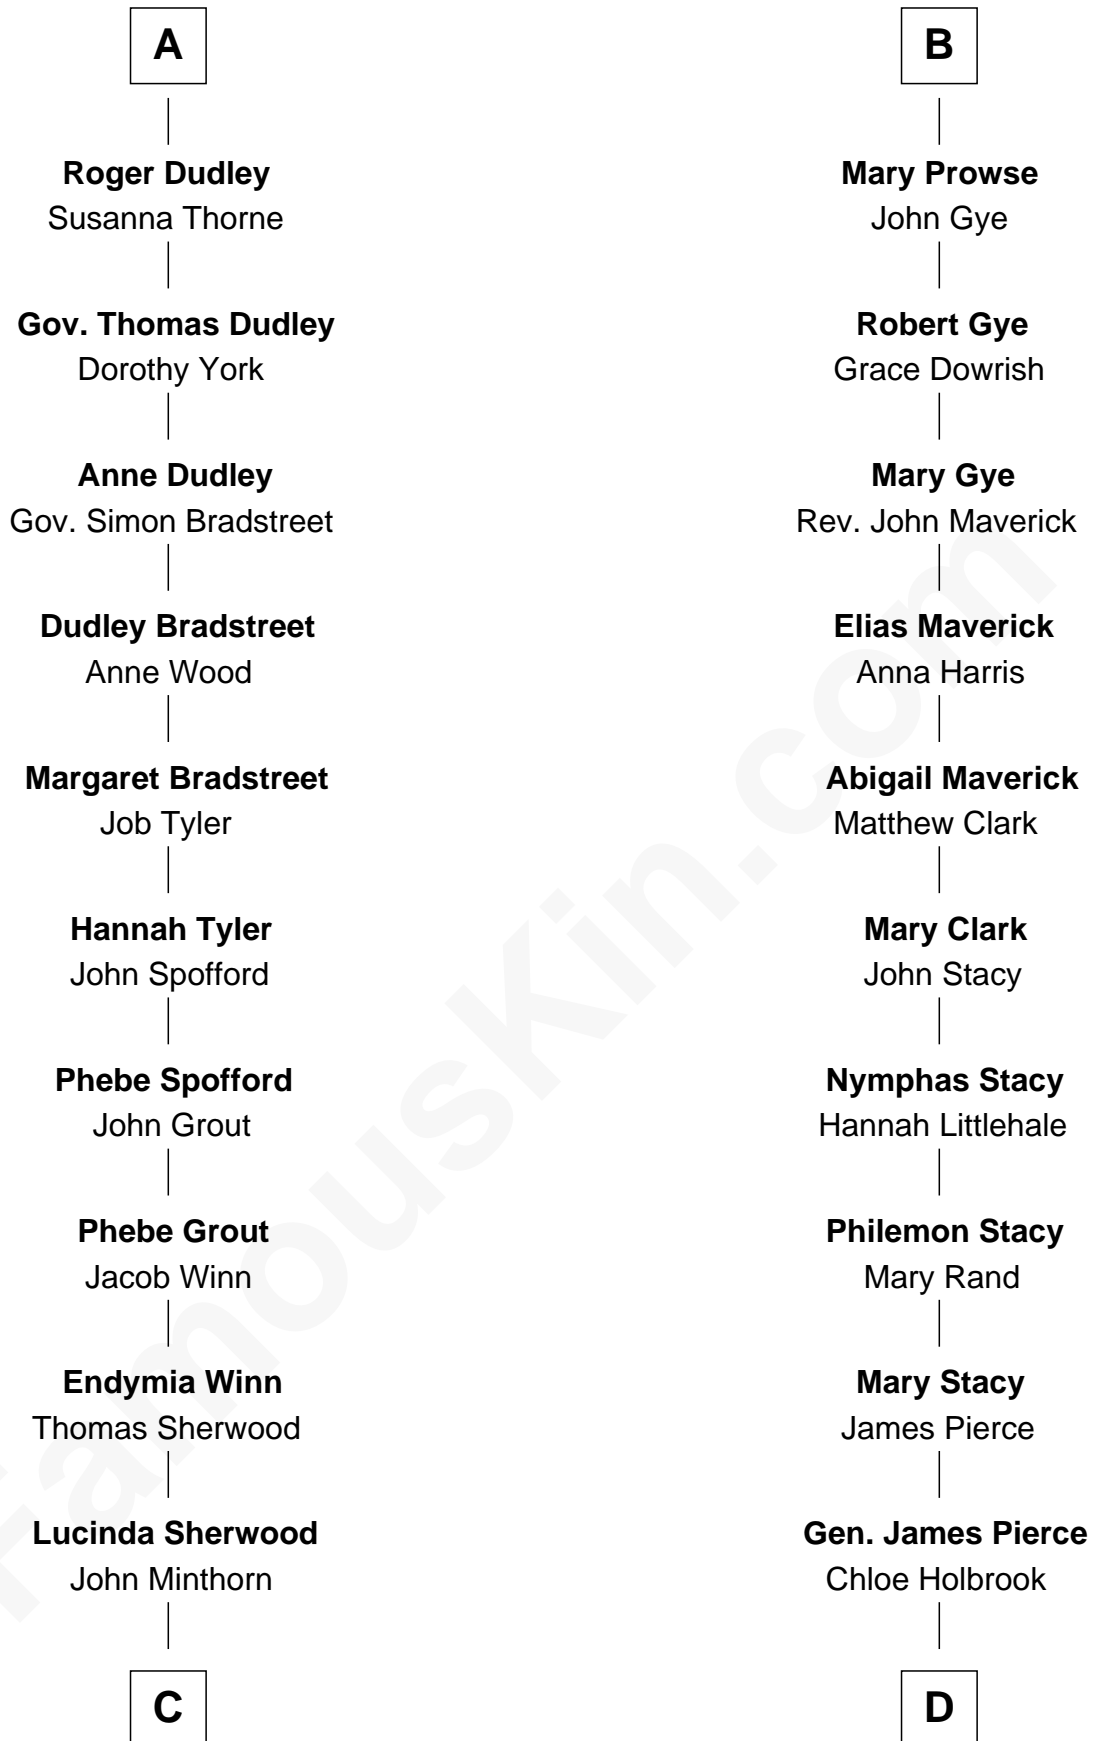 A
Roger Dudley
Susanna Thorne
Gov. Thomas Dudley
Dorothy York
Anne Dudley
Gov. Simon Bradstreet
Dudley Bradstreet
Anne Wood
Margaret Bradstreet
Job Tyler
Hannah Tyler
John Spofford
Phebe Spofford
John Grout
Phebe Grout
Jacob Winn
Endymia Winn
Thomas Sherwood
Lucinda Sherwood
John Minthorn
C
B
Mary Prowse
John Gye
Robert Gye
Grace Dowrish
Mary Gye
Rev. John Maverick
Elias Maverick
Anna Harris
Abigail Maverick
Matthew Clark
Mary Clark
John Stacy
Nymphas Stacy
Hannah Littlehale
Philemon Stacy
Mary Rand
Mary Stacy
James Pierce
Gen. James Pierce
Chloe Holbrook
D
FamousKin.com